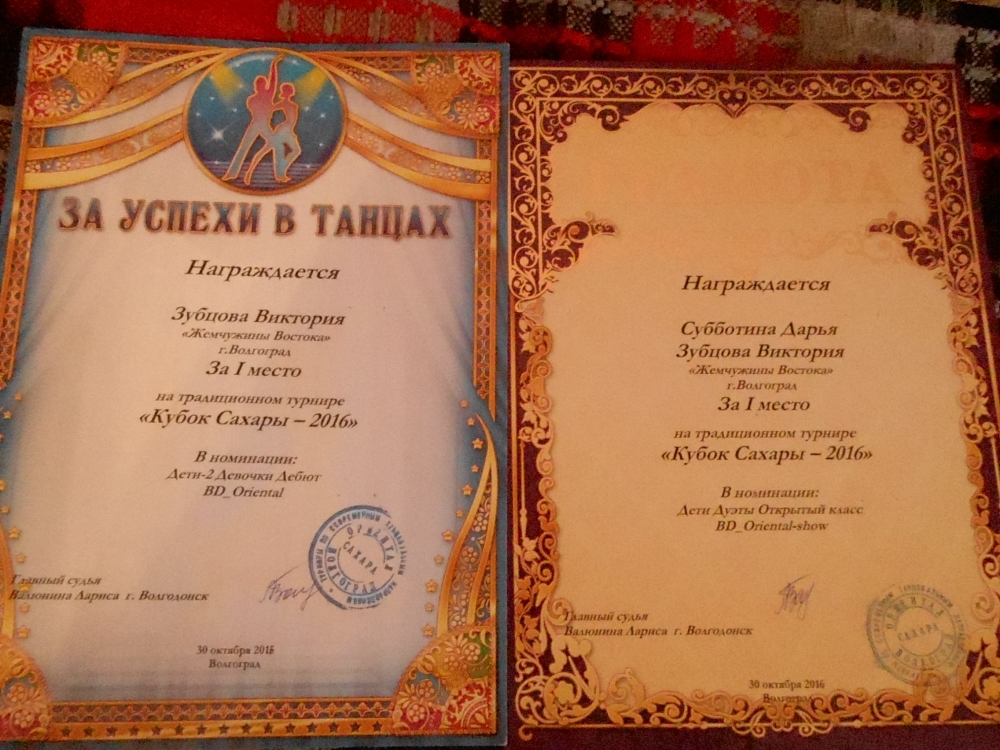 ЗА УСПЕХИ В ТАНЦАХ
Награждается
Зубцова Виктория
«Жемчужины Востока»
г.Волгоград
За I место
на традиционном турнире
«Кубок Сахары – 2016»
В номинации:
Дети-2 Девочки Дебют
BD_Oriental
САХАРА
Главный судья
Валюнина Лариса г. Волгодонск
30 октября 2016
Волгоград
Награждается
Субботина Дарья
Зубцова Виктория
«Жемчужины Востока»
г.Волгоград
За I место
на традиционном турнире
«Кубок Сахары – 2016»
В номинации:
Дети Дуэты Открытый класс
BD_Oriental-show
САХАРА
Главный судья
Валюнина Лариса г. Волгодонск
30 октября 2016
Волгоград